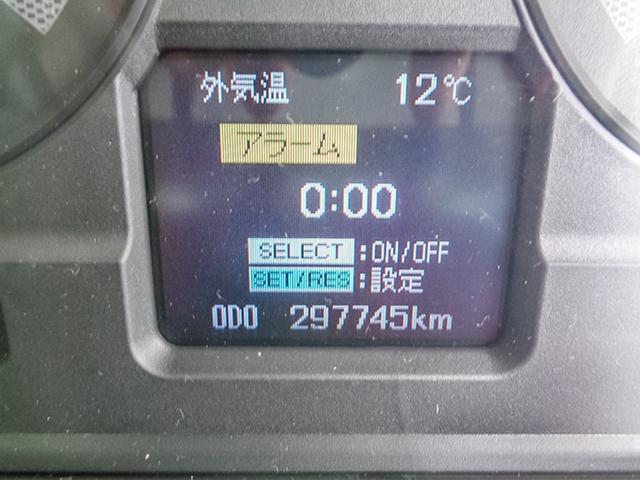 外気温 12℃
アラーム
0:00
SELECT :ON/OFF
SET/RES :設定
ODO 297745km